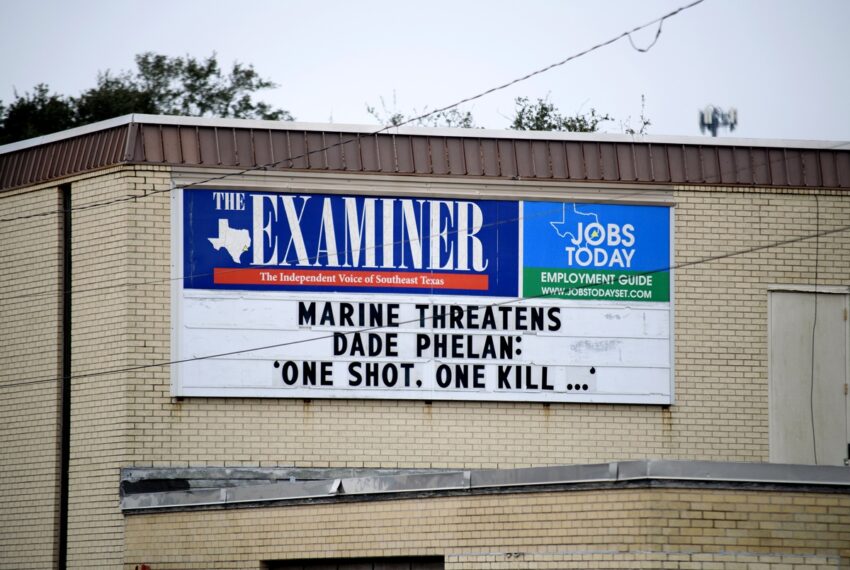 THE
EXAMINER
The Independent Voice of Southeast Texas
JOBS
TODAY
EMPLOYMENT GUIDE
WWW.JOBSTODAYSET.COM
MARINE THREATENS
DADE PHELAN:
'ONE SHOT, ONE KILL ...'